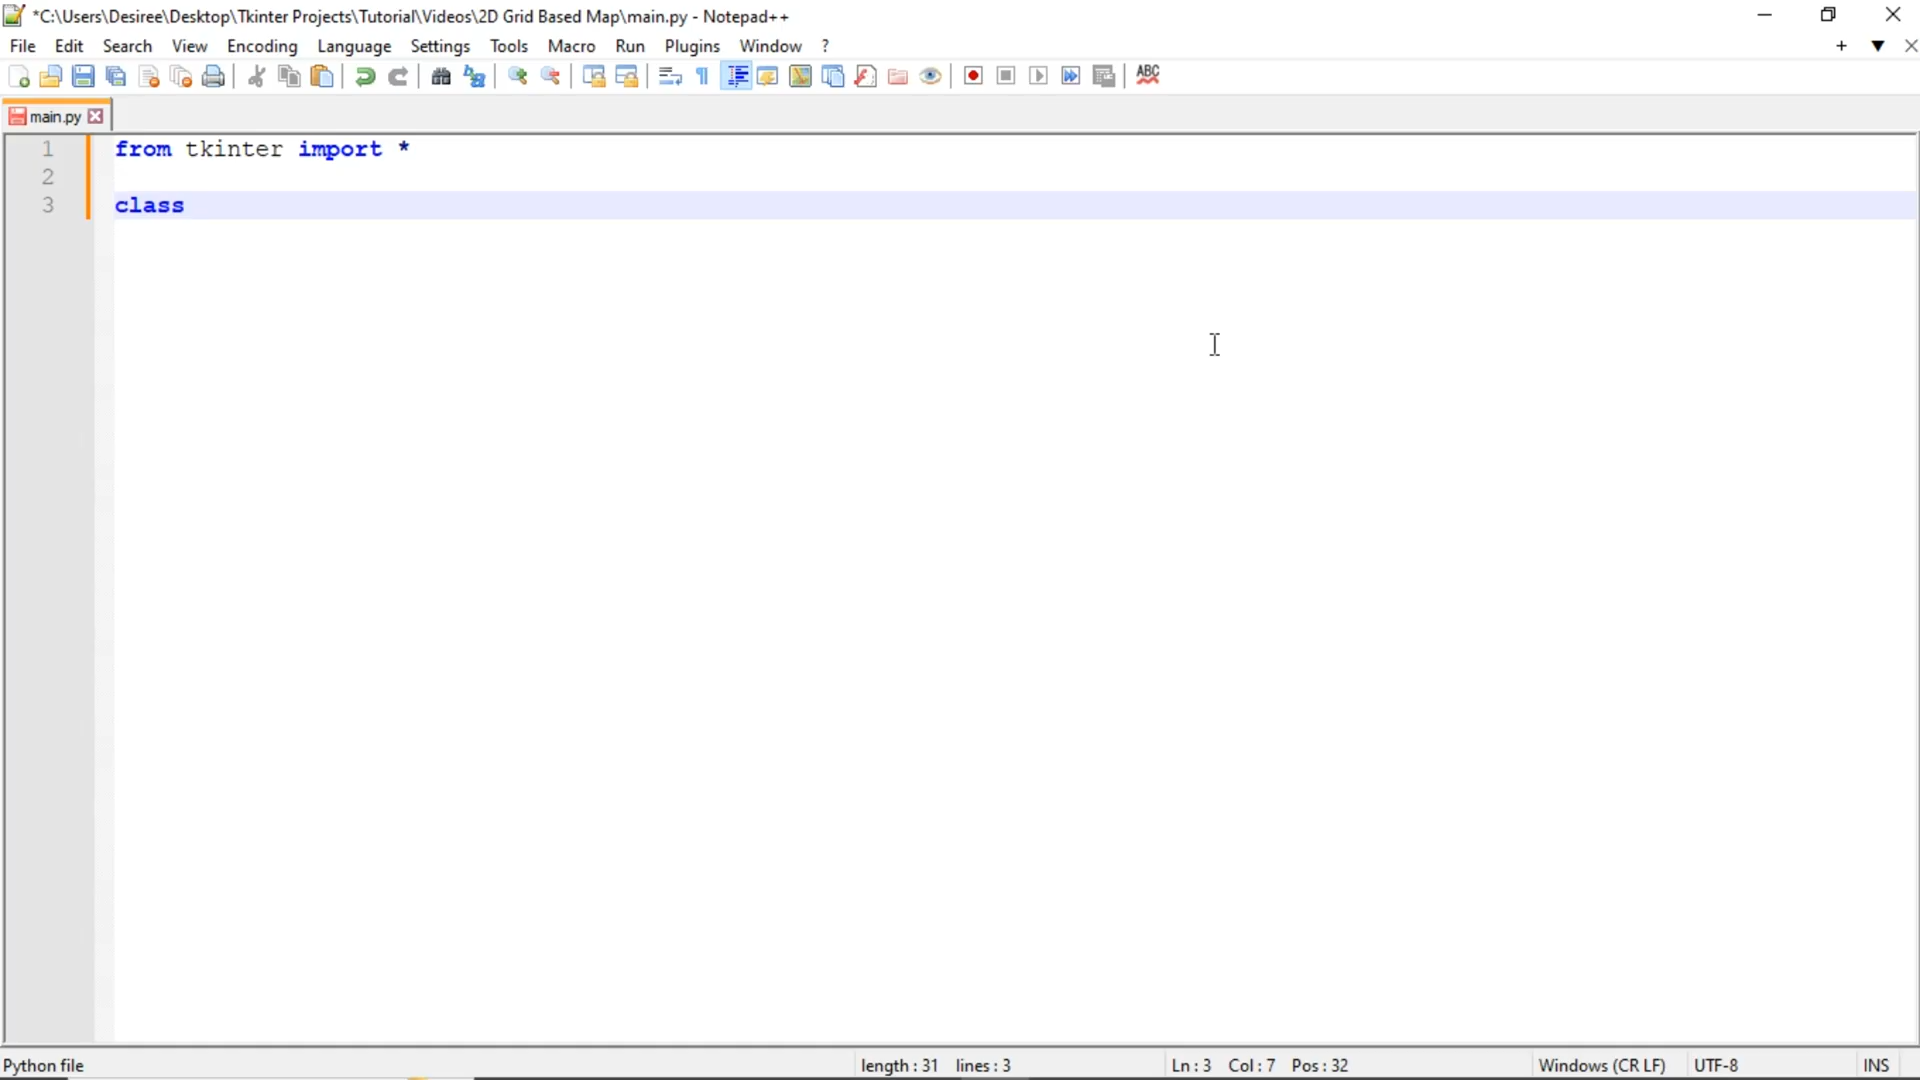 *C:\Users\Desiree\Desktop\Tkinter Projects\Tutorial\Videos\2D Grid Based Map\main.py - Notepad++
File Edit Search View Encoding Language Settings Tools Macro Run Plugins Window ?
+ ▼
ABC
main.py
1 from tkinter import *
2
3 class
Python file length : 31 lines : 3 Ln : 3 Col : 7 Pos : 32 Windows (CR LF) UTF-8 INS